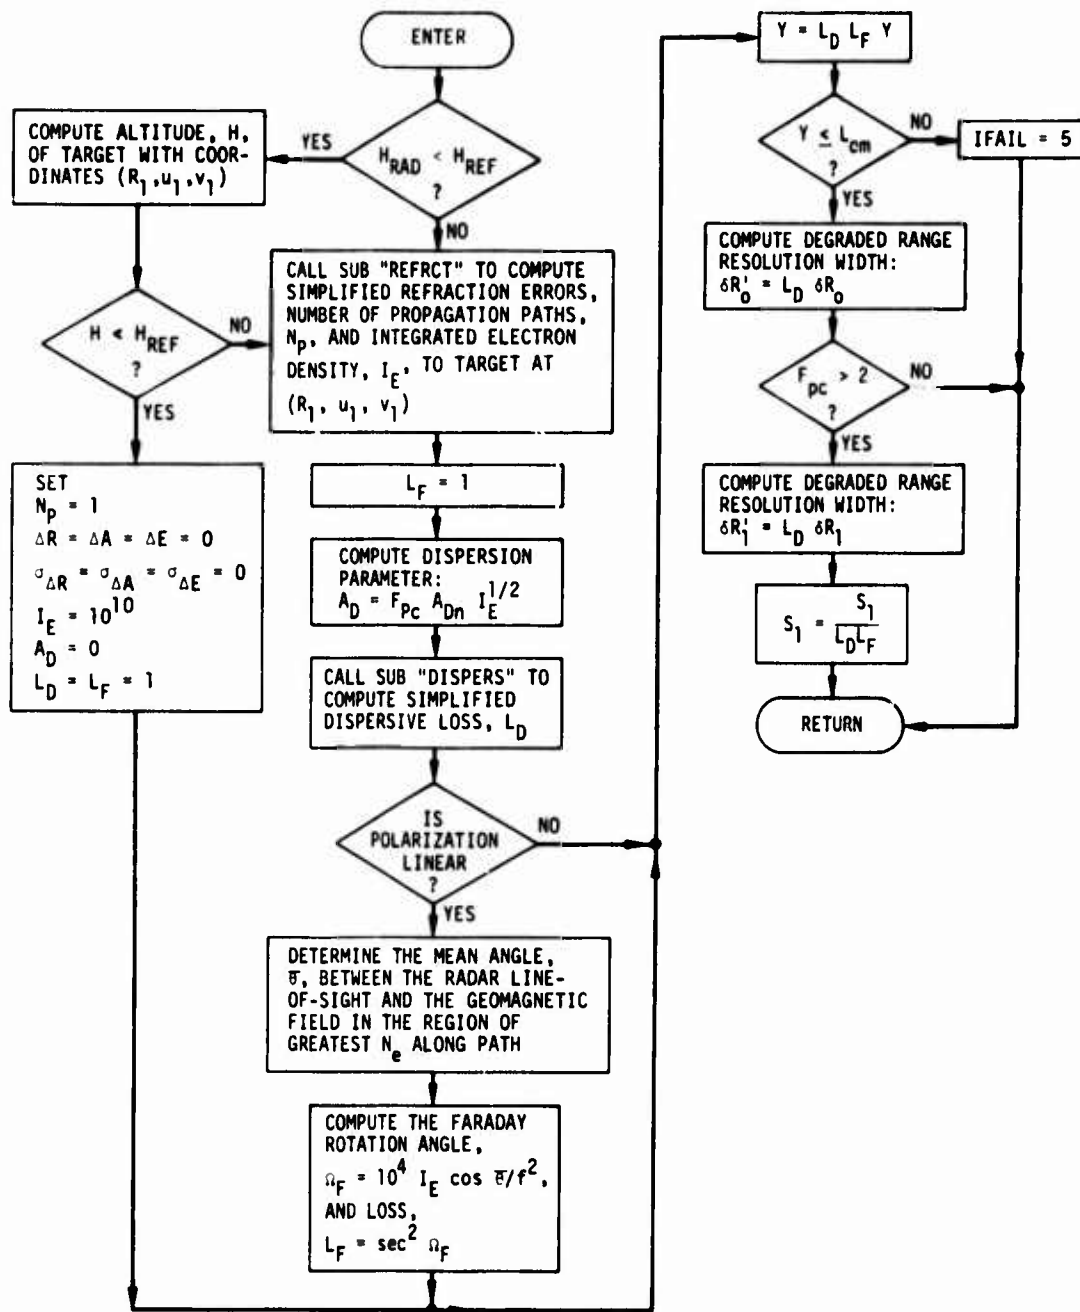 ENTER
H_RAD < H_REF
?
YES
NO
COMPUTE ALTITUDE, H,
OF TARGET WITH COOR-
DINATES (R_1,u_1,v_1)
H < H_REF
?
NO
YES
SET
N_p = 1
ΔR = ΔA = ΔE = 0
σ_ΔR = σ_ΔA = σ_ΔE = 0
I_E = 10^10
A_D = 0
L_D = L_F = 1
CALL SUB "REFRCT" TO COMPUTE
SIMPLIFIED REFRACTION ERRORS,
NUMBER OF PROPAGATION PATHS,
N_p, AND INTEGRATED ELECTRON
DENSITY, I_E, TO TARGET AT
(R_1, u_1, v_1)
L_F = 1
COMPUTE DISPERSION
PARAMETER:
A_D = F_Pc A_Dn I_E^1/2
CALL SUB "DISPERS" TO
COMPUTE SIMPLIFIED
DISPERSIVE LOSS, L_D
IS
POLARIZATION
LINEAR
?
NO
YES
DETERMINE THE MEAN ANGLE,
θ̅, BETWEEN THE RADAR LINE-
OF-SIGHT AND THE GEOMAGNETIC
FIELD IN THE REGION OF
GREATEST N_e ALONG PATH
COMPUTE THE FARADAY
ROTATION ANGLE,
Ω_F = 10^4 I_E cos θ̅/f^2,
AND LOSS,
L_F = sec^2 Ω_F
Y = L_D L_F Y
Y ≤ L_cm
?
NO
YES
IFAIL = 5
COMPUTE DEGRADED RANGE
RESOLUTION WIDTH:
δR'_o = L_D δR_o
F_pc > 2
?
NO
YES
COMPUTE DEGRADED RANGE
RESOLUTION WIDTH:
δR'_1 = L_D δR_1
S_1 = S_1 / L_D L_F
RETURN